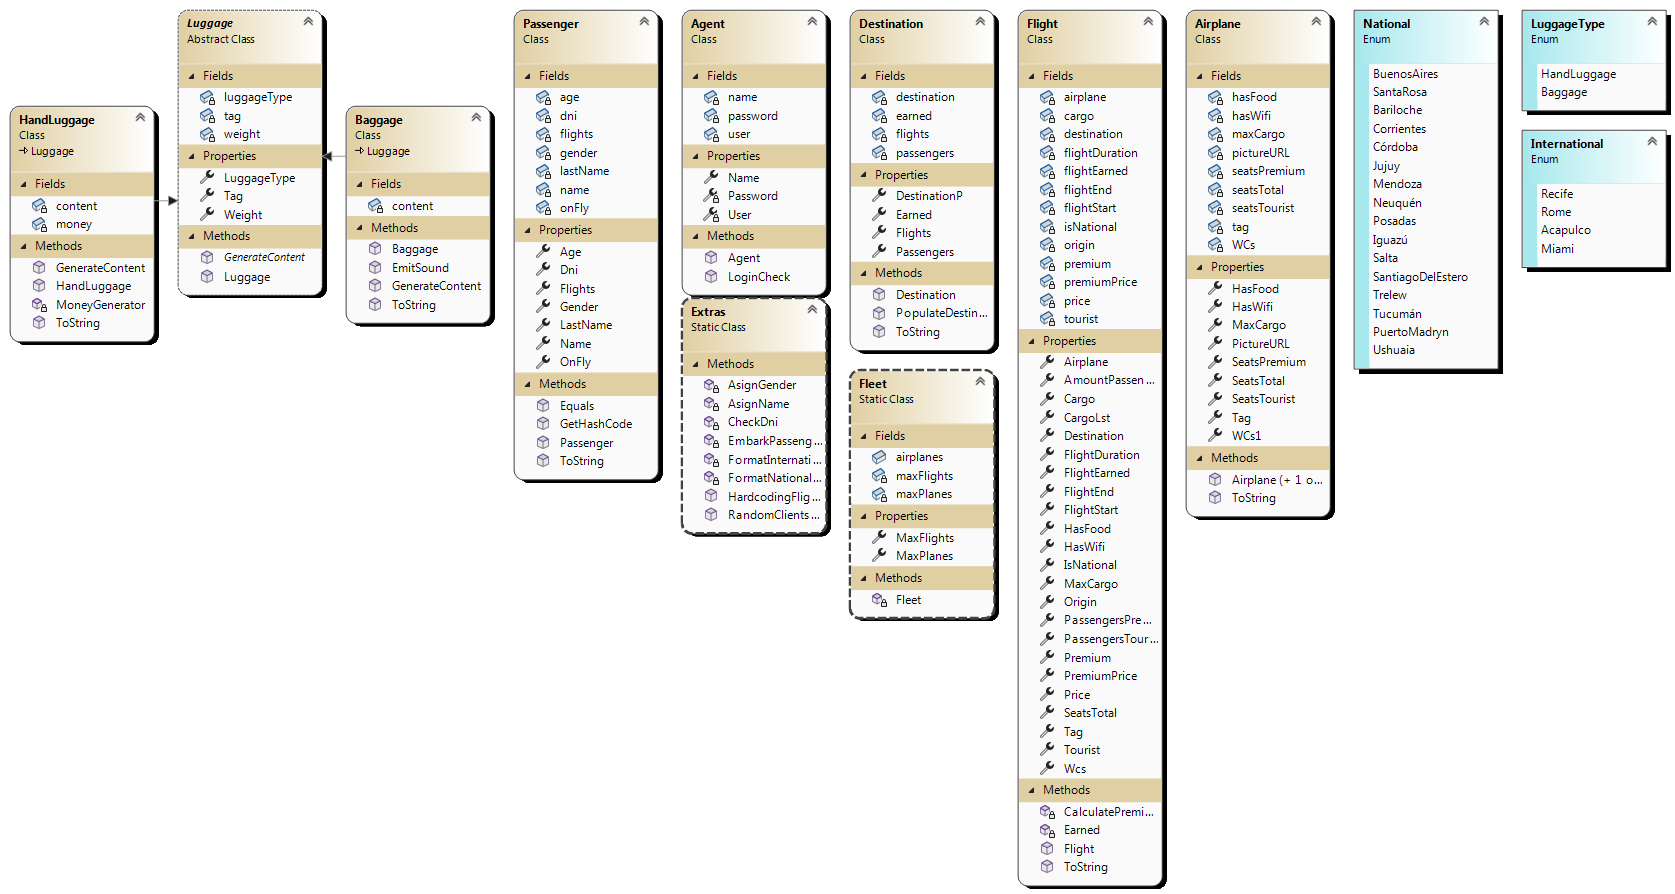 HandLuggage
Class
Luggage
Fields
content
money
Methods
GenerateContent
HandLuggage
MoneyGenerator
ToString
Luggage
Abstract Class
Fields
luggageType
tag
weight
Properties
LuggageType
Tag
Weight
Methods
GenerateContent
Luggage
Baggage
Class
Luggage
Fields
content
Methods
Baggage
EmitSound
GenerateContent
ToString
Passenger
Class
Fields
age
dni
flights
gender
lastName
name
onFly
Properties
Age
Dni
Flights
Gender
LastName
Name
OnFly
Methods
Equals
GetHashCode
Passenger
ToString
Agent
Class
Fields
name
password
user
Properties
Name
Password
User
Methods
Agent
LoginCheck
Extras
Static Class
Methods
AsignGender
AsignName
CheckDni
EmbarkPasseng...
FormatInternati...
FormatNational...
HardcodingFlig...
RandomClients...
Destination
Class
Fields
destination
earned
flights
passengers
Properties
DestinationP
Earned
Flights
Passengers
Methods
Destination
PopulateDestin...
ToString
Fleet
Static Class
Fields
airplanes
maxFlights
maxPlanes
Properties
MaxFlights
MaxPlanes
Methods
Fleet
Flight
Class
Fields
airplane
cargo
destination
flightDuration
flightEarned
flightEnd
flightStart
isNational
origin
premium
premiumPrice
price
tourist
Properties
Airplane
AmountPassen...
Cargo
CargoLst
Destination
FlightDuration
FlightEarned
FlightEnd
FlightStart
HasFood
HasWifi
IsNational
MaxCargo
Origin
PassengersPre...
PassengersTour...
Premium
PremiumPrice
Price
SeatsTotal
Tag
Tourist
Wcs
Methods
CalculatePremi...
Earned
Flight
ToString
Airplane
Class
Fields
hasFood
hasWifi
maxCargo
pictureURL
seatsPremium
seatsTotal
seatsTourist
tag
WCs
Properties
HasFood
HasWifi
MaxCargo
PictureURL
SeatsPremium
SeatsTotal
SeatsTourist
Tag
WCs1
Methods
Airplane (+ 1 o...
ToString
National
Enum
BuenosAires
SantaRosa
Bariloche
Corrientes
Córdoba
Jujuy
Mendoza
Neuquén
Posadas
Iguazú
Salta
SantiagoDelEstero
Trelew
Tucumán
PuertoMadryn
Ushuaia
LuggageType
Enum
HandLuggage
Baggage
International
Enum
Recife
Rome
Acapulco
Miami